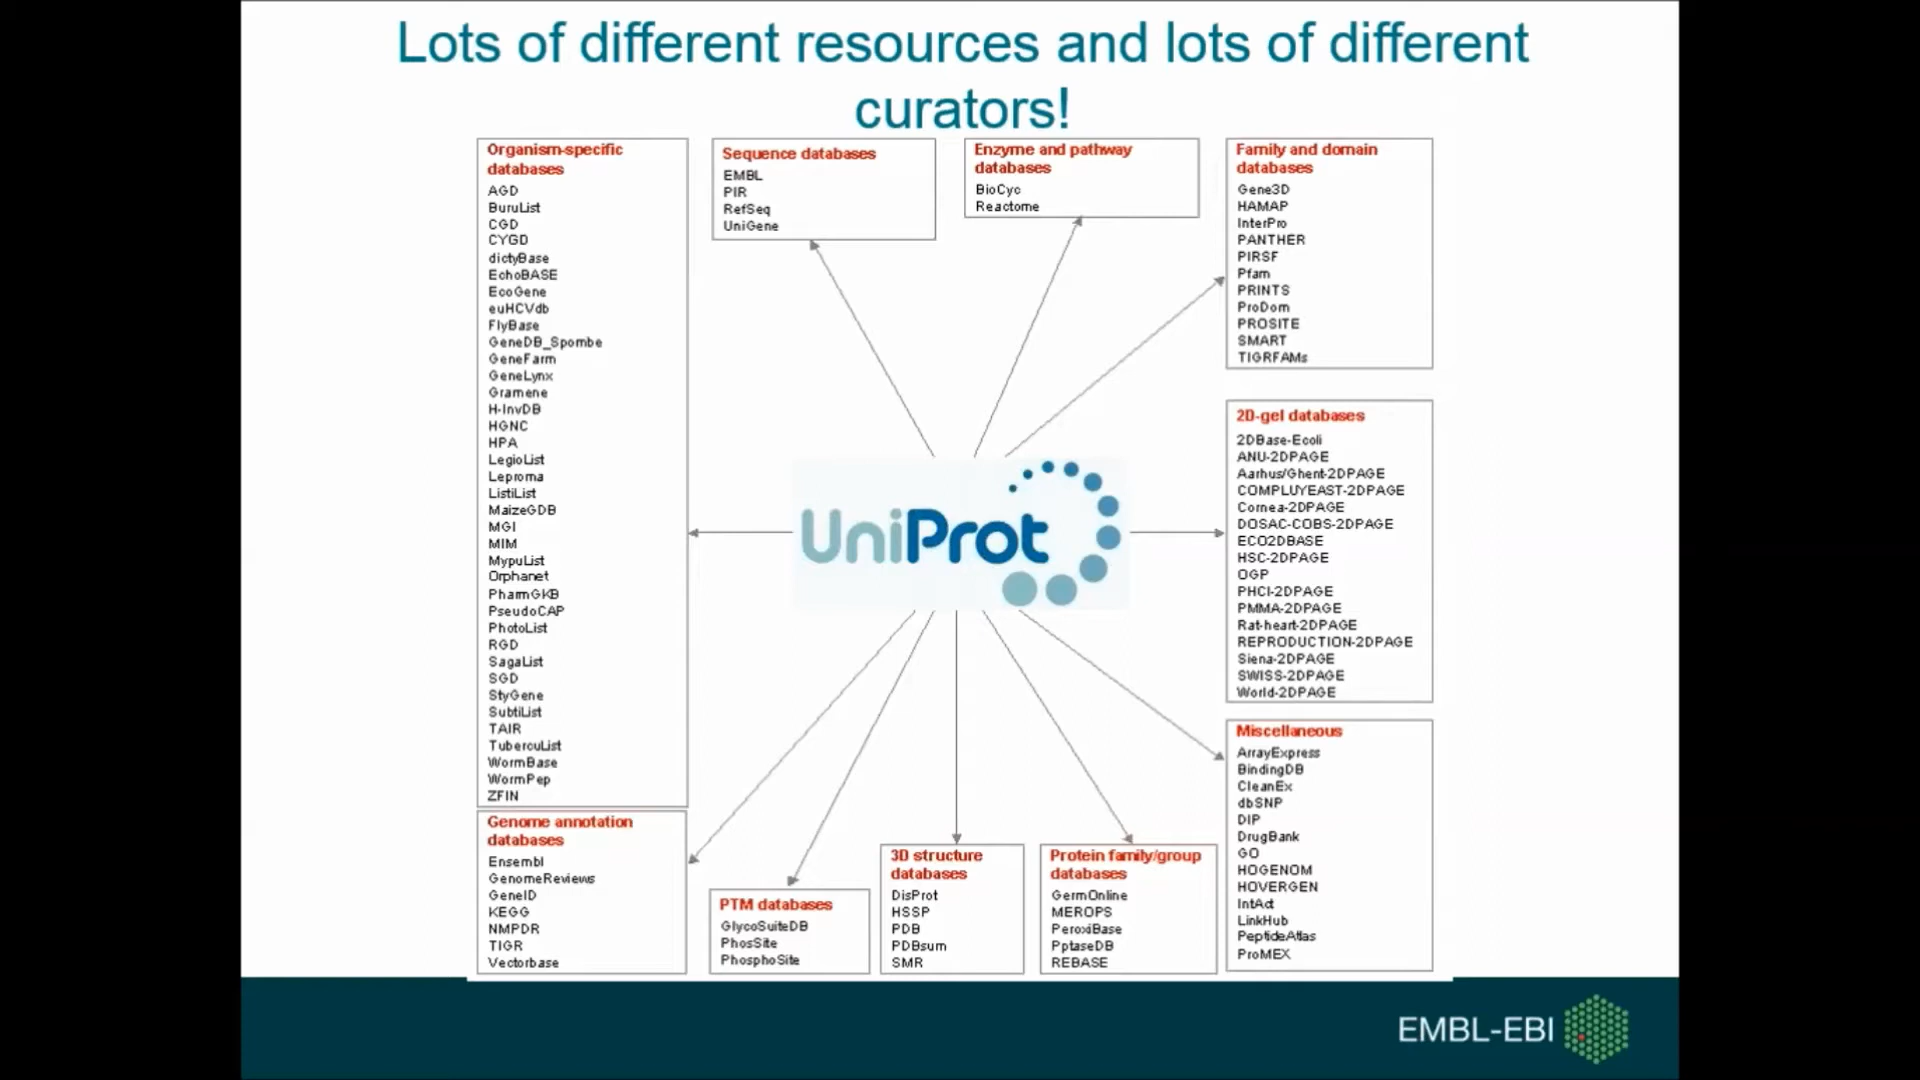 Lots of different resources and lots of different
curators!
Organism-specific
databases
AGD
BuruList
CGD
CYGD
dictyBase
EchoBASE
EcoGene
euHCVdb
FlyBase
GeneDB_Spombe
GeneFarm
GeneLynx
Gramene
H-InvDB
HGNC
HPA
LegioList
Leproma
ListiList
MaizeGDB
MGI
MIM
MypuList
Orphanet
PharmGKB
PseudoCAP
PhotoList
RGD
SagaList
SGD
StyGene
SubtiList
TAIR
TubercuList
WormBase
WormPep
ZFIN
Sequence databases
EMBL
PIR
RefSeq
UniGene
Enzyme and pathway
databases
BioCyc
Reactome
Family and domain
databases
Gene3D
HAMAP
InterPro
PANTHER
PIRSF
Pfam
PRINTS
ProDom
PROSITE
SMART
TIGRFAMs
UniProt
2D-gel databases
2DBase-Ecoli
ANU-2DPAGE
Aarhus/Ghent-2DPAGE
COMPLUYEAST-2DPAGE
Cornea-2DPAGE
DOSAC-COBS-2DPAGE
ECO2DBASE
HSC-2DPAGE
OGP
PHCI-2DPAGE
PMMA-2DPAGE
Rat-heart-2DPAGE
REPRODUCTION-2DPAGE
Siena-2DPAGE
SWISS-2DPAGE
World-2DPAGE
Genome annotation
databases
Ensembl
GenomeReviews
GeneID
KEGG
NMPDR
TIGR
Vectorbase
PTM databases
GlycoSuiteDB
PhosSite
PhosphoSite
3D structure
databases
DisProt
HSSP
PDB
PDBsum
SMR
Protein family/group
databases
GermOnline
MEROPS
PeroxiBase
PptaseDB
REBASE
Miscellaneous
ArrayExpress
BindingDB
CleanEx
dbSNP
DIP
DrugBank
GO
HOGENOM
HOVERGEN
IntAct
LinkHub
PeptideAtlas
ProMEX
EMBL-EBI